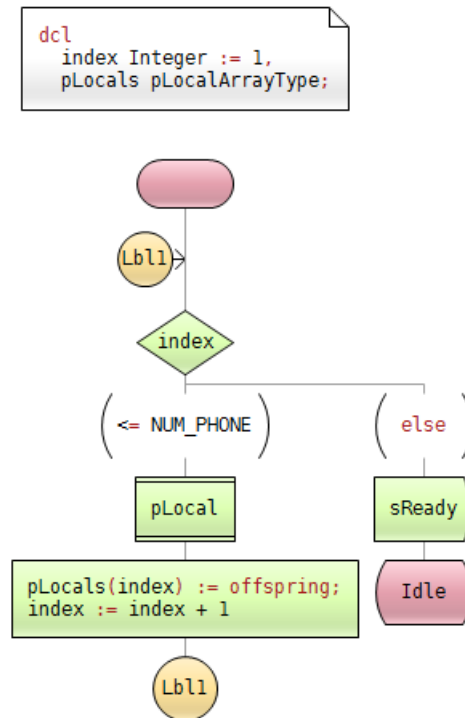 dcl
index Integer := 1,
pLocals pLocalArrayType;
Lbl1
index
<= NUM_PHONE
else
pLocal
sReady
pLocals(index) := offspring;
index := index + 1
Idle
Lbl1